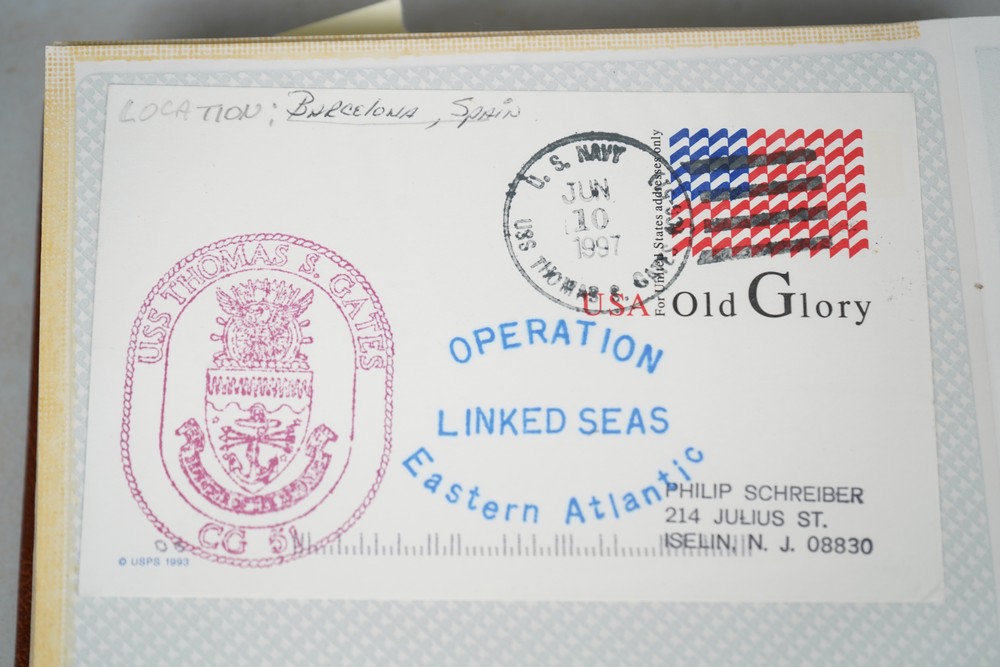 LOCATION: Barcelona, Spain
U. S. NAVY
JUN
10
1997
USS THOMAS S. GATES
For United States addresses only
USA Old Glory
USS THOMAS S. GATES
CG 51
OPERATION
LINKED SEAS
Eastern Atlantic
PHILIP SCHREIBER
214 JULIUS ST.
ISELIN, N. J. 08830
© USPS 1993